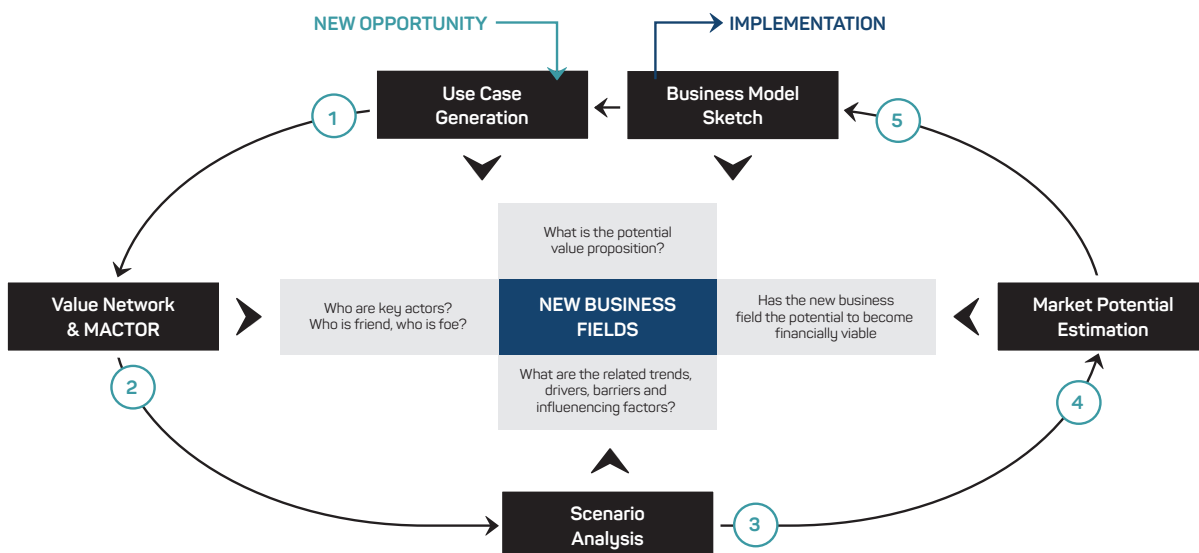 NEW OPPORTUNITY
IMPLEMENTATION
Use Case
Generation
Business Model
Sketch
1
5
What is the potential
value proposition?
Value Network
& MACTOR
Who are key actors?
Who is friend, who is foe?
NEW BUSINESS
FIELDS
Has the new business
field the potential to become
financially viable
Market Potential
Estimation
What are the related trends,
drivers, barriers and
influenencing factors?
2
4
Scenario
Analysis
3